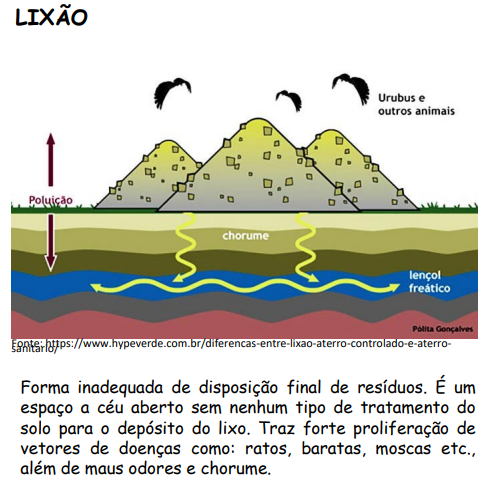 LIXÃO
Urubus e
outros animais
Poluição
chorume
lençol
freático
Pólita Gonçalves
Fonte: https://www.hypeverde.com.br/diferencas-entre-lixao-aterro-controlado-e-aterro-
sanitario/
Forma inadequada de disposição final de resíduos. É um
espaço a céu aberto sem nenhum tipo de tratamento do
solo para o depósito do lixo. Traz forte proliferação de
vetores de doenças como: ratos, baratas, moscas etc.,
além de maus odores e chorume.